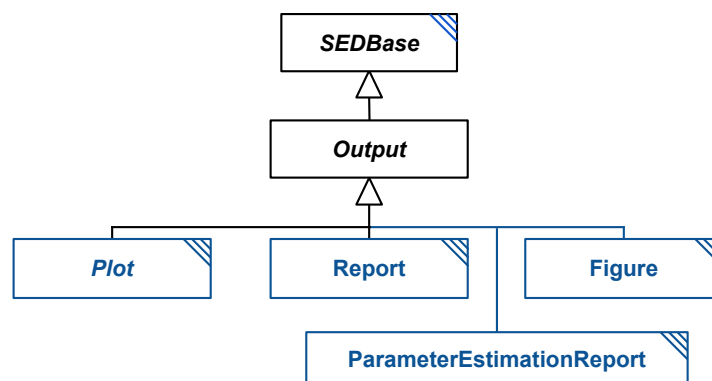 SEDBase
Output
Plot
Report
Figure
ParameterEstimationReport